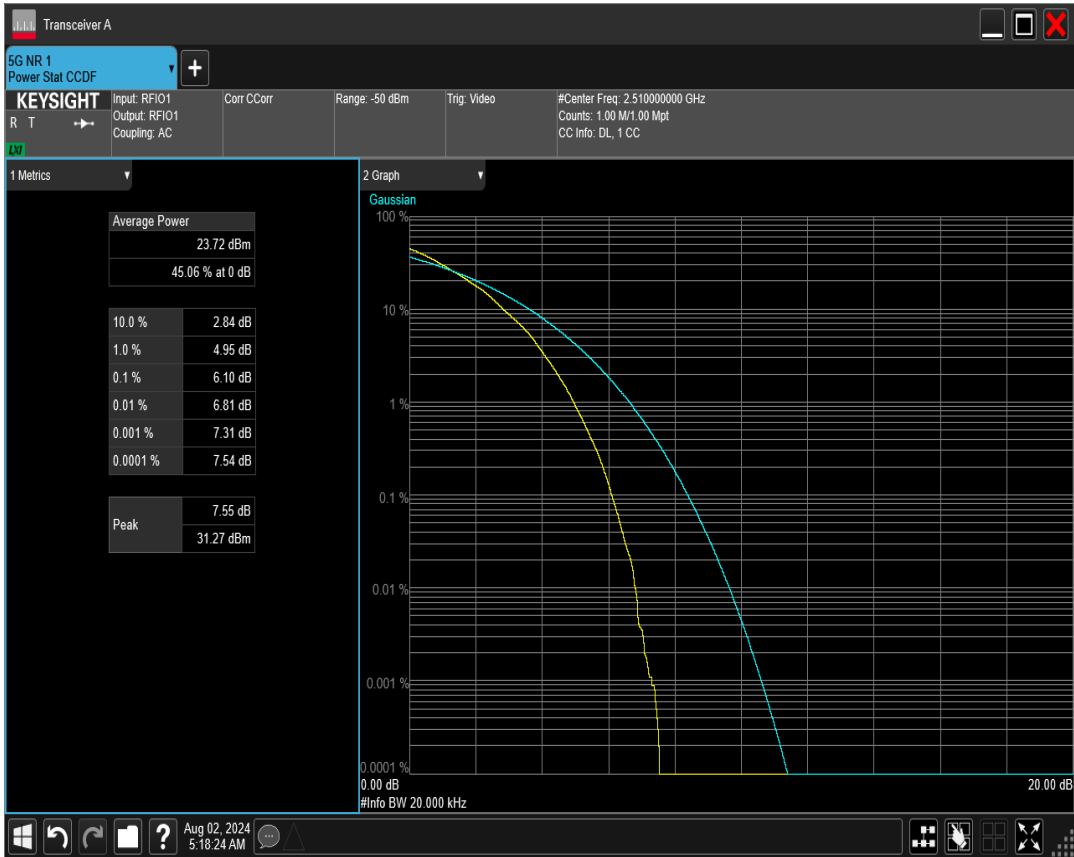 Transceiver A
5G NR 1
Power Stat CCDF
+
KEYSIGHT
R T
LXI
Input: RFIO1
Output: RFIO1
Coupling: AC
Corr CCorr
Range: -50 dBm
Trig: Video
#Center Freq: 2.510000000 GHz
Counts: 1.00 M/1.00 Mpt
CC Info: DL, 1 CC
1 Metrics
Average Power
23.72 dBm
45.06 % at 0 dB
10.0 % 2.84 dB
1.0 % 4.95 dB
0.1 % 6.10 dB
0.01 % 6.81 dB
0.001 % 7.31 dB
0.0001 % 7.54 dB
Peak 7.55 dB
31.27 dBm
2 Graph
Gaussian
100 %
10 %
1 %
0.1 %
0.01 %
0.001 %
0.0001 %
0.00 dB 20.00 dB
#Info BW 20.000 kHz
?
Aug 02, 2024
5:18:24 AM